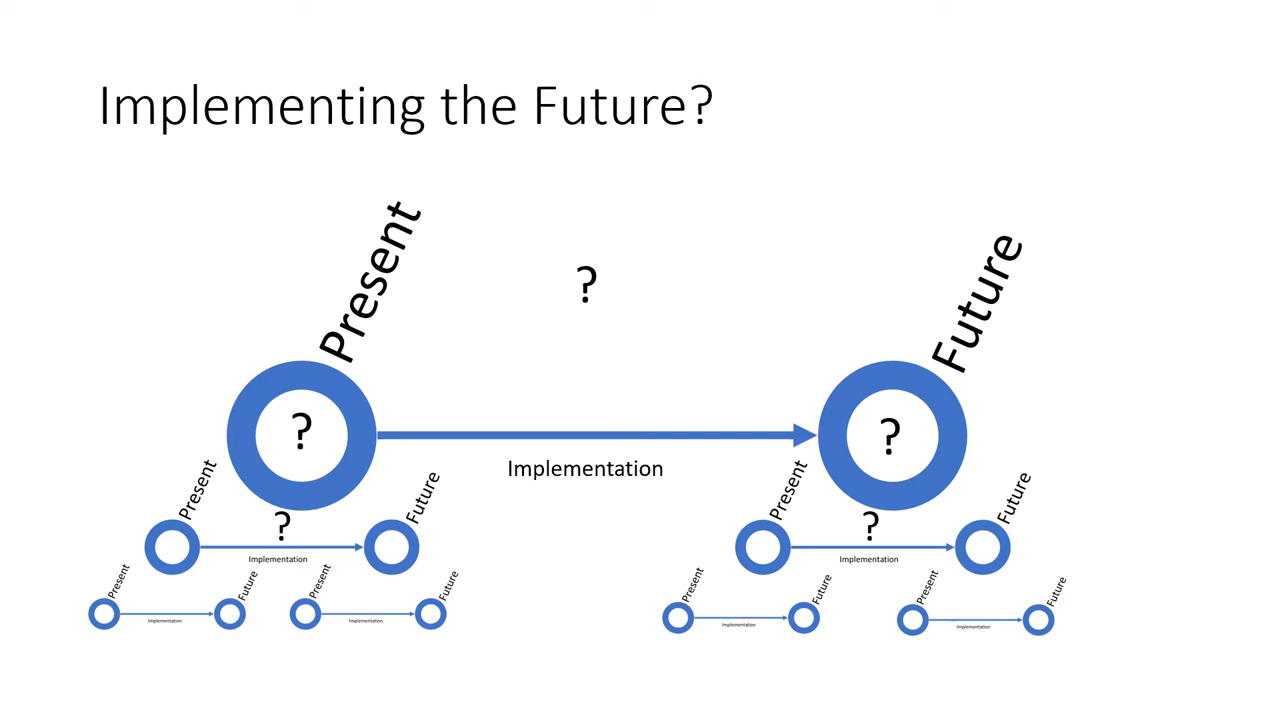 Implementing the Future?
Present
?
Future
?
?
Implementation
Present
?
Future
Implementation
Present
?
Future
Implementation
Present
Future
Implementation
Present
Future
Implementation
Present
Future
Implementation
Present
Future
Implementation